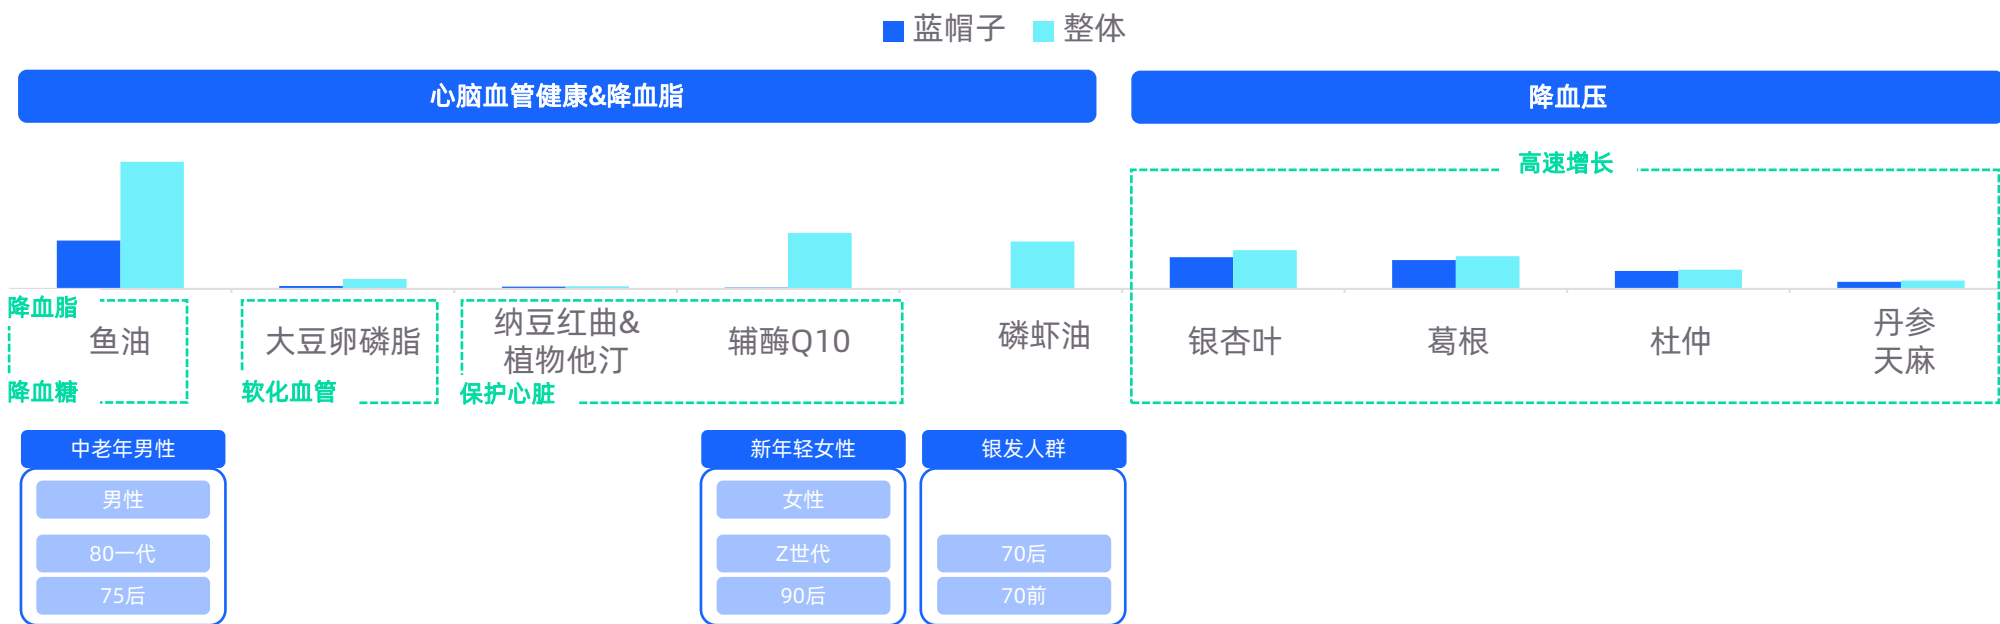 蓝帽子 整体
心脑血管健康&降血脂 降血压
高速增长
降血脂
鱼油 大豆卵磷脂 纳豆红曲&
植物他汀 辅酶Q10 磷虾油 银杏叶 葛根 杜仲 丹参
天麻
降血糖 软化血管 保护心脏
中老年男性 新年轻女性 银发人群
男性 女性
80一代 Z世代 70后
75后 90后 70前